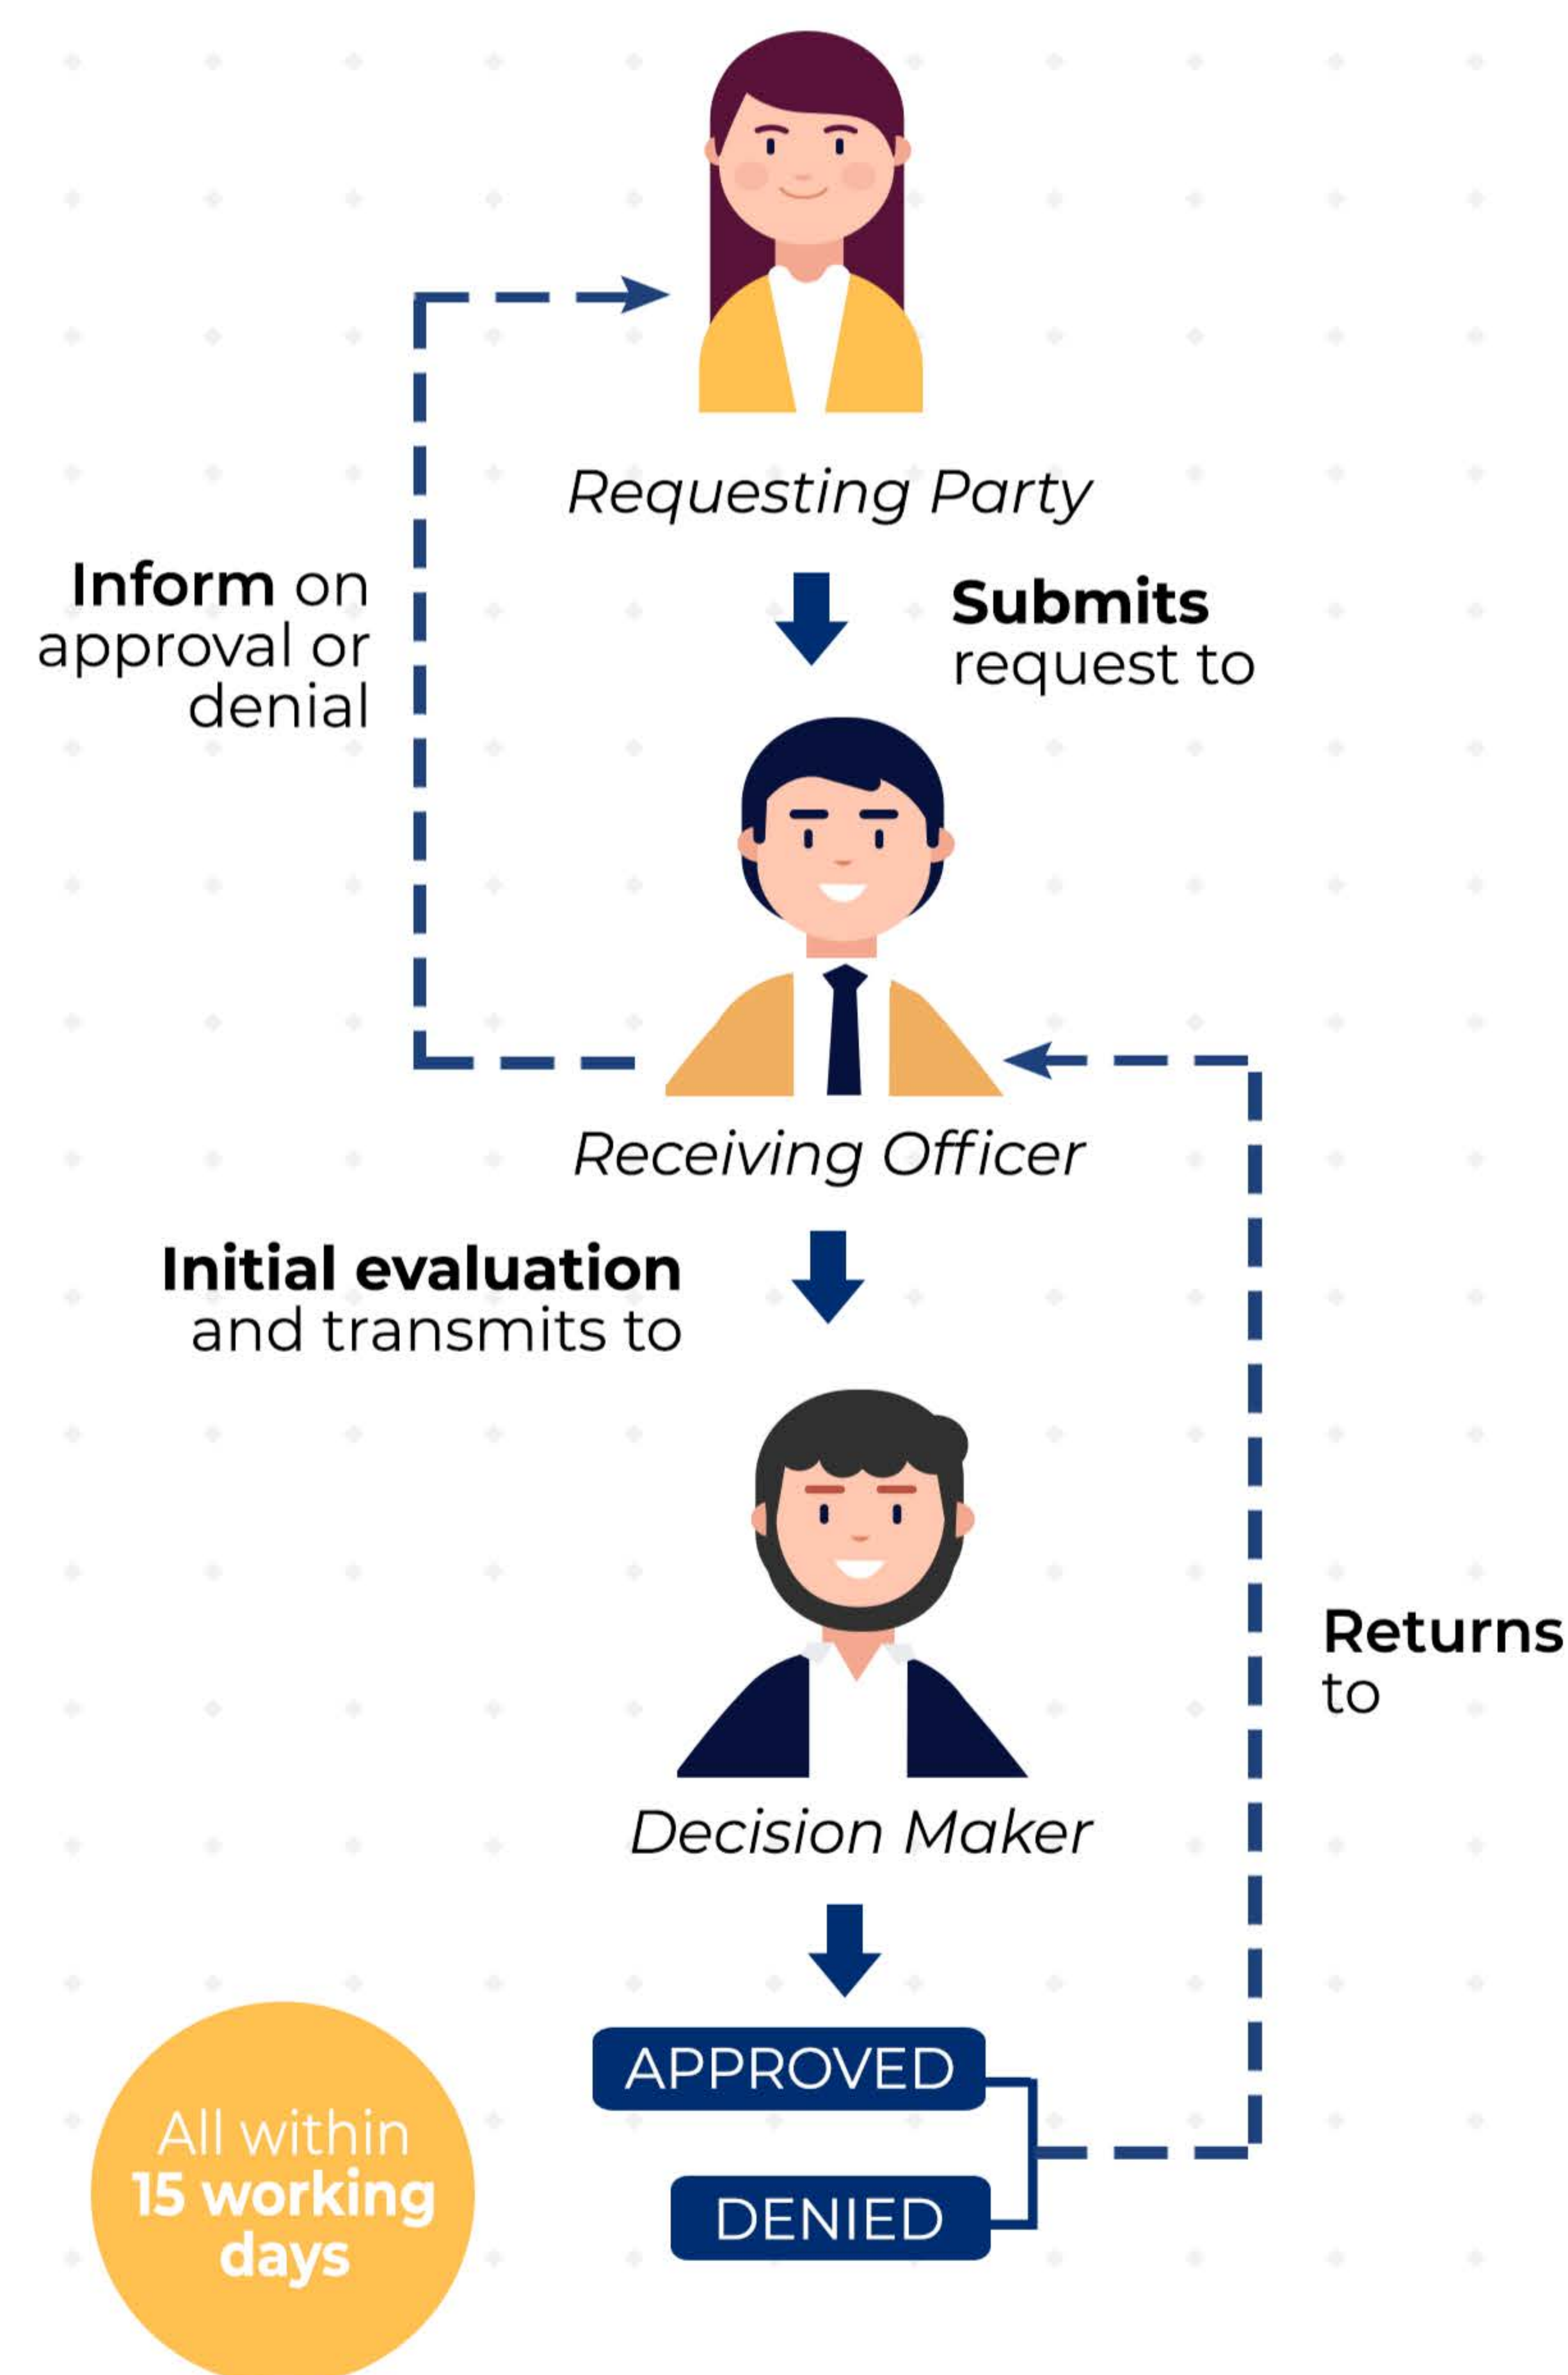 Requesting Party
Submits
request to
Inform on
approval or
denial
Receiving Officer
Initial evaluation
and transmits to
Decision Maker
Returns
to
APPROVED
DENIED
All within
15 working
days